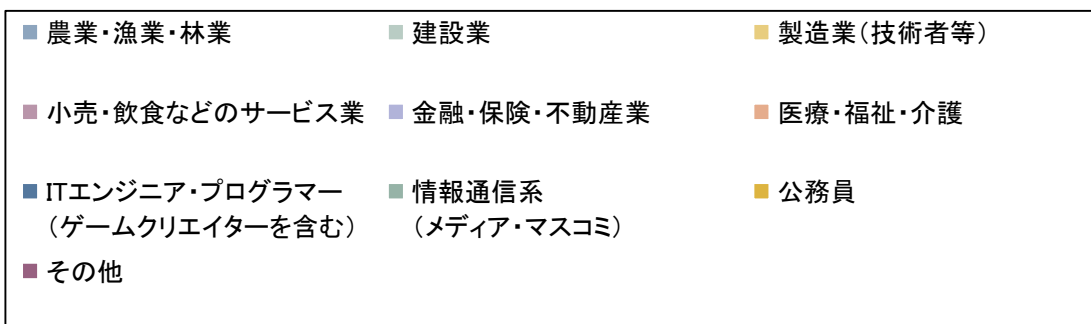 農業・漁業・林業
建設業
製造業(技術者等)
小売・飲食などのサービス業
金融・保険・不動産業
医療・福祉・介護
ITエンジニア・プログラマー
(ゲームクリエイターを含む)
情報通信系
(メディア・マスコミ)
公務員
その他